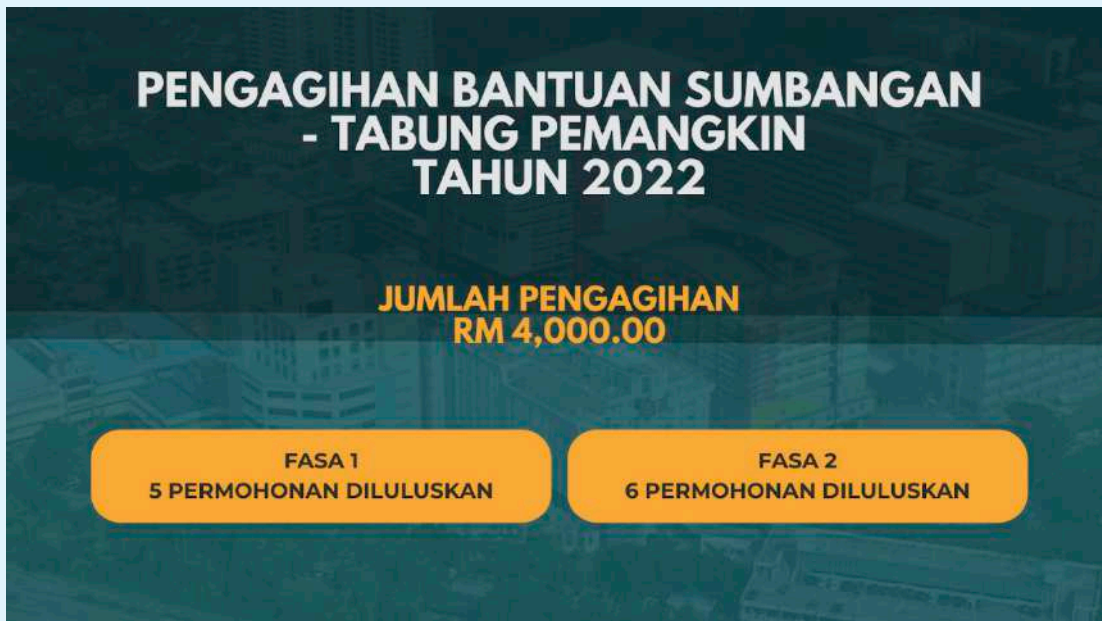 PENGAGIHAN BANTUAN SUMBANGAN
- TABUNG PEMANGKIN
TAHUN 2022
JUMLAH PENGAGIHAN
RM 4,000.00
FASA 1
5 PERMOHONAN DILULUSKAN
FASA 2
6 PERMOHONAN DILULUSKAN